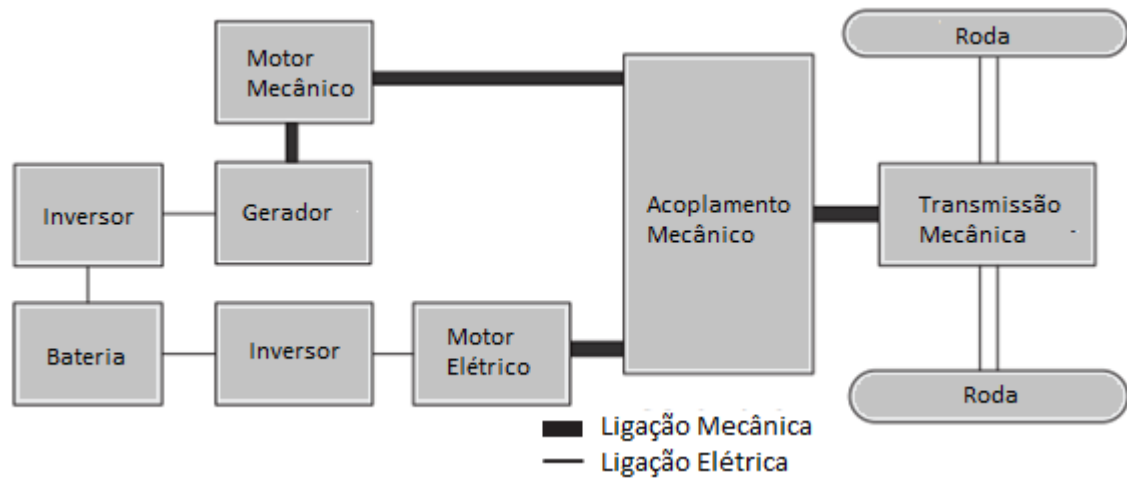 Roda
Motor
Mecânico
Inversor
Gerador
Acoplamento
Mecânico
Transmissão
Mecânica
Bateria
Inversor
Motor
Elétrico
Roda
Ligação Mecânica
Ligação Elétrica